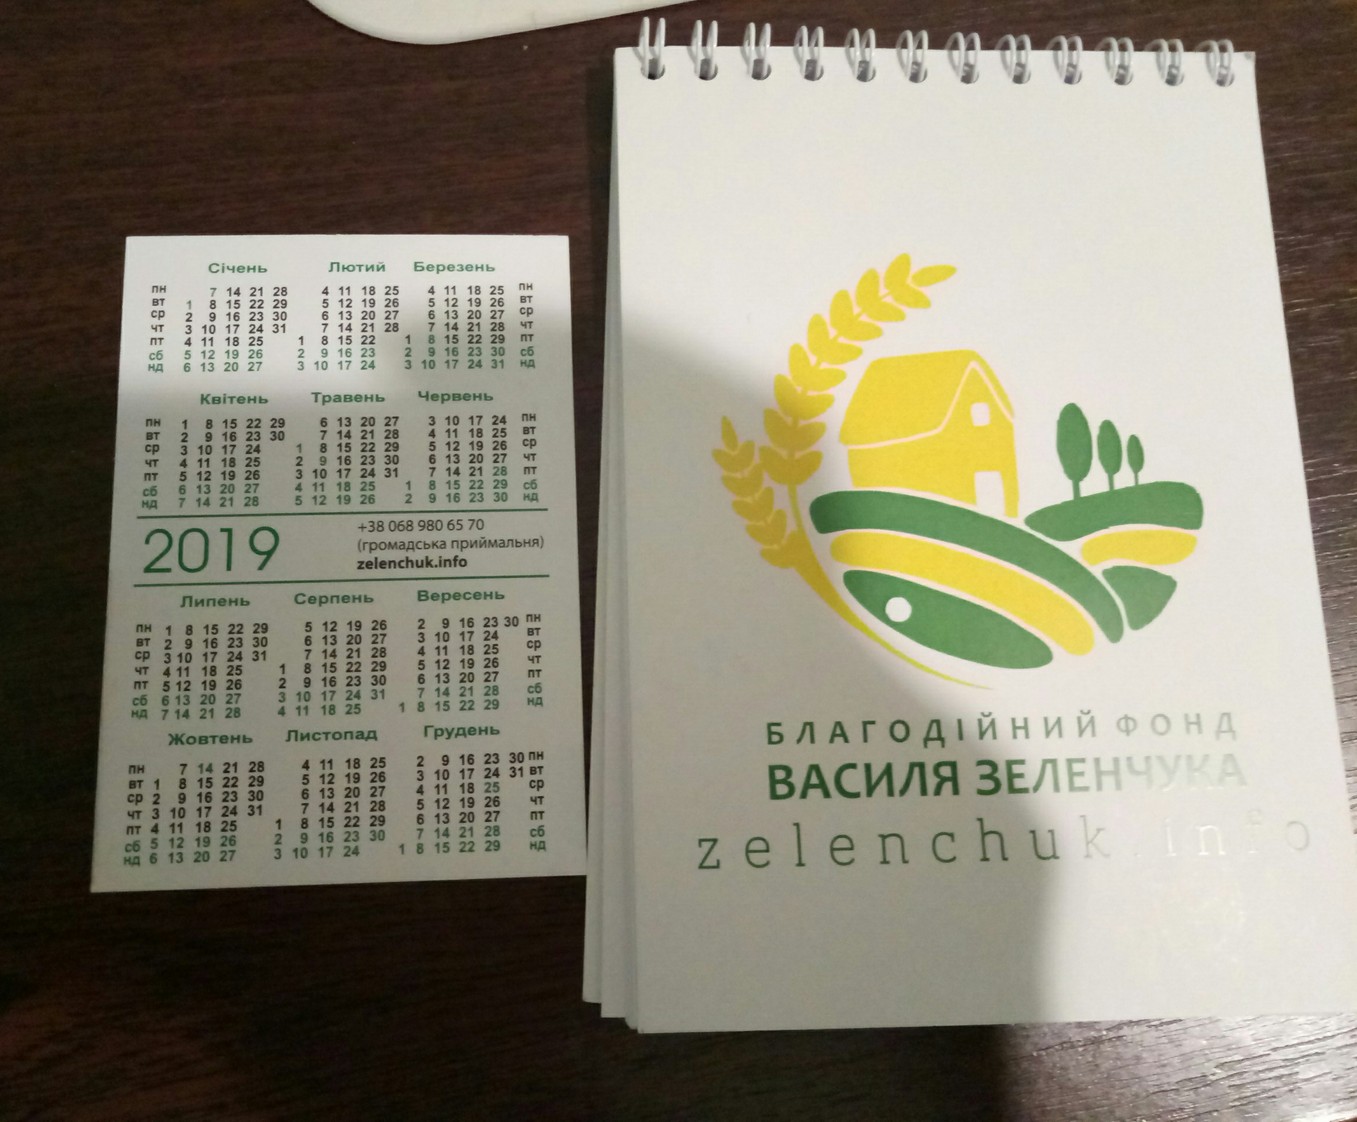 Січень Лютий Березень
пн 7 14 21 28 4 11 18 25 4 11 18 25 пн
вт 1 8 15 22 29 5 12 19 26 5 12 19 26 вт
ср 2 9 16 23 30 6 13 20 27 6 13 20 27 ср
чт 3 10 17 24 31 7 14 21 28 7 14 21 28 чт
пт 4 11 18 25 1 8 15 22 1 8 15 22 29 пт
сб 5 12 19 26 2 9 16 23 2 9 16 23 30 сб
нд 6 13 20 27 3 10 17 24 3 10 17 24 31 нд
Квітень Травень Червень
пн 1 8 15 22 29 6 13 20 27 3 10 17 24 пн
вт 2 9 16 23 30 7 14 21 28 4 11 18 25 вт
ср 3 10 17 24 1 8 15 22 29 5 12 19 26 ср
чт 4 11 18 25 2 9 16 23 30 6 13 20 27 чт
пт 5 12 19 26 3 10 17 24 31 7 14 21 28 пт
сб 6 13 20 27 4 11 18 25 1 8 15 22 29 сб
нд 7 14 21 28 5 12 19 26 2 9 16 23 30 нд
2019
+38 068 980 65 70
(громадська приймальня)
zelenchuk.info
Липень Серпень Вересень
пн 1 8 15 22 29 5 12 19 26 2 9 16 23 30 пн
вт 2 9 16 23 30 6 13 20 27 3 10 17 24 вт
ср 3 10 17 24 31 7 14 21 28 4 11 18 25 ср
чт 4 11 18 25 1 8 15 22 29 5 12 19 26 чт
пт 5 12 19 26 2 9 16 23 30 6 13 20 27 пт
сб 6 13 20 27 3 10 17 24 31 7 14 21 28 сб
нд 7 14 21 28 4 11 18 25 1 8 15 22 29 нд
Жовтень Листопад Грудень
пн 7 14 21 28 4 11 18 25 2 9 16 23 30 пн
вт 1 8 15 22 29 5 12 19 26 3 10 17 24 31 вт
ср 2 9 16 23 30 6 13 20 27 4 11 18 25 ср
чт 3 10 17 24 31 7 14 21 28 5 12 19 26 чт
пт 4 11 18 25 1 8 15 22 29 6 13 20 27 пт
сб 5 12 19 26 2 9 16 23 30 7 14 21 28 сб
нд 6 13 20 27 3 10 17 24 1 8 15 22 29 нд
БЛАГОДІЙНИЙ ФОНД
ВАСИЛЯ ЗЕЛЕНЧУКА
zelenchuk.info